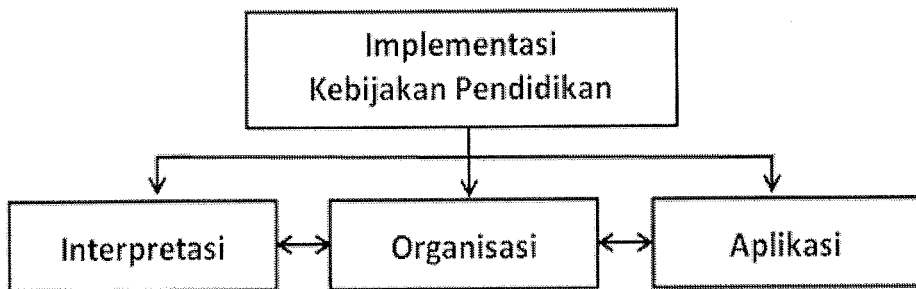 Implementasi
Kebijakan Pendidikan
Interpretasi
Organisasi
Aplikasi